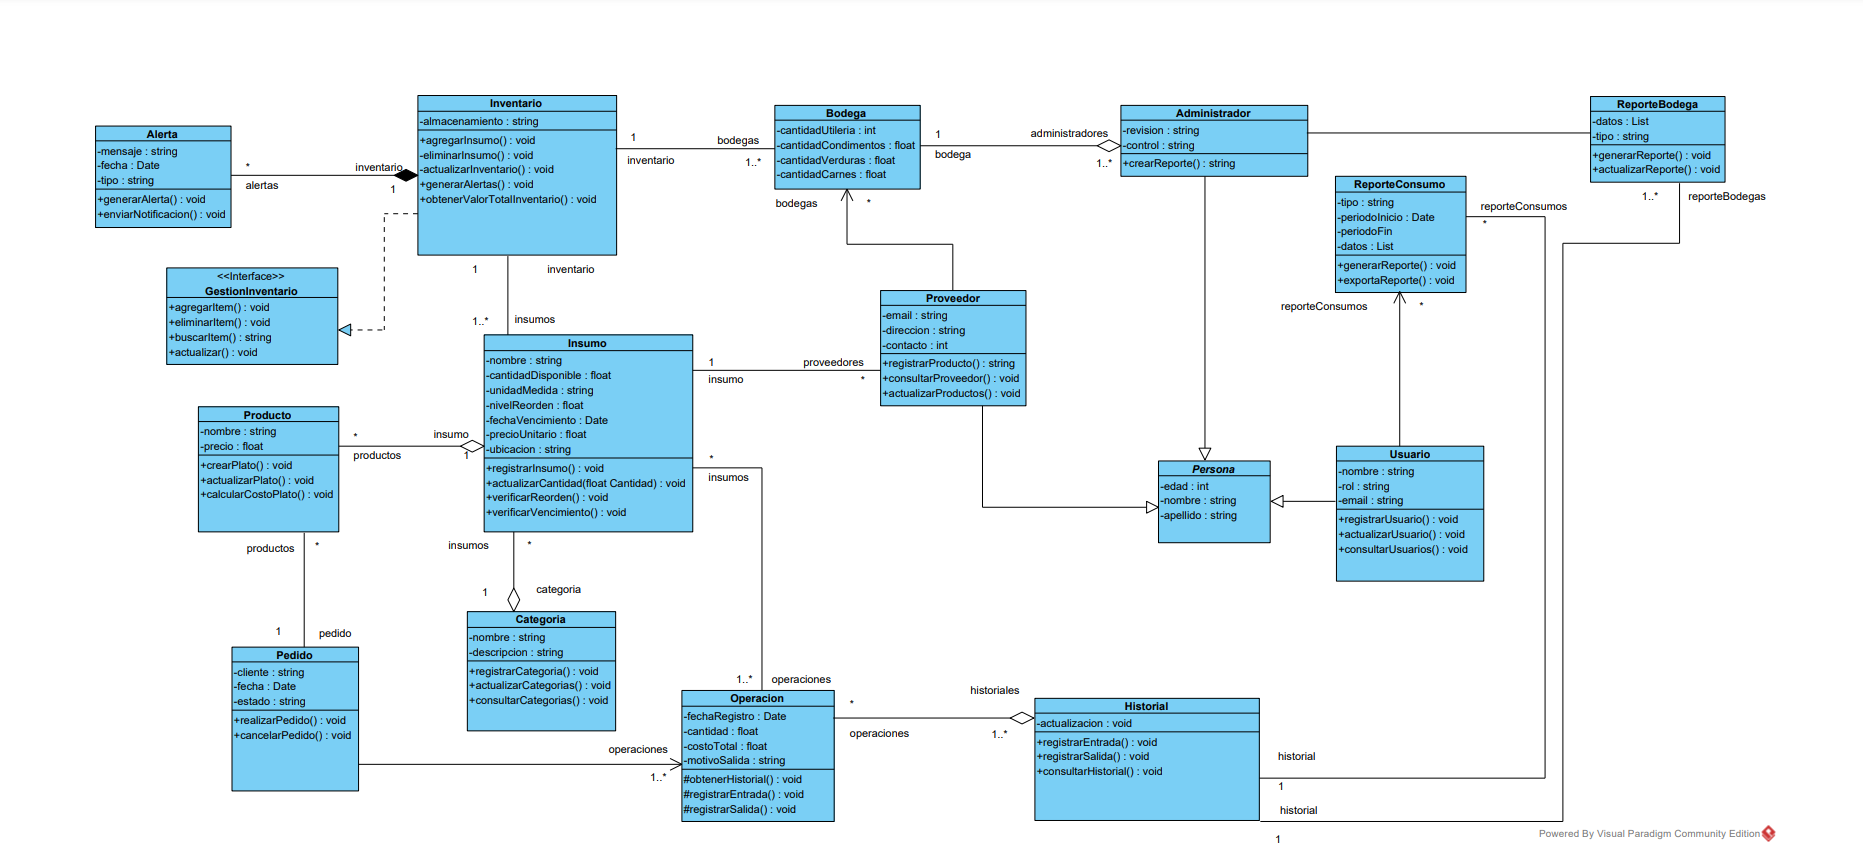 Alerta
-mensaje : string
-fecha : Date
-tipo : string
+generarAlerta() : void
+enviarNotificacion() : void
*
alertas
inventario
1
Inventario
-almacenamiento : string
+agregarInsumo() : void
-eliminarInsumo() : void
-actualizarInventario() : void
+generarAlertas() : void
+obtenerValorTotalInventario() : void
1
inventario
bodegas
1..*
Bodega
-cantidadUtileria : int
-cantidadCondimentos : float
-cantidadVerduras : float
-cantidadCarnes : float
1
bodega
administradores
1..*
Administrador
-revision : string
-control : string
+crearReporte() : string
ReporteBodega
-datos : List
-tipo : string
+generarReporte() : void
+actualizarReporte() : void
1..*
reporteBodegas
ReporteConsumo
-tipo : string
-periodoInicio : Date
-periodoFin
-datos : List
+generarReporte() : void
+exportaReporte() : void
reporteConsumos
*
reporteConsumos
*
bodegas
*
<<Interface>>
GestionInventario
+agregarItem() : void
+eliminarItem() : void
+buscarItem() : string
+actualizar() : void
1
inventario
1..*
insumos
Insumo
-nombre : string
-cantidadDisponible : float
-unidadMedida : string
-nivelReorden : float
-fechaVencimiento : Date
-precioUnitario : float
-ubicacion : string
+registrarInsumo() : void
+actualizarCantidad(float Cantidad) : void
+verificarReorden() : void
+verificarVencimiento() : void
1
insumo
proveedores
*
Proveedor
-email : string
-direccion : string
-contacto : int
+registrarProducto() : string
+consultarProveedor() : void
+actualizarProductos() : void
Producto
-nombre : string
-precio : float
+crearPlato() : void
+actualizarPlato() : void
+calcularCostoPlato() : void
*
productos
insumo
1
*
insumos
Persona
-edad : int
-nombre : string
-apellido : string
Usuario
-nombre : string
-rol : string
-email : string
+registrarUsuario() : void
+actualizarUsuario() : void
+consultarUsuarios() : void
productos
*
1
pedido
insumos
*
1
categoria
Categoria
-nombre : string
-descripcion : string
+registrarCategoria() : void
+actualizarCategorias() : void
+consultarCategorias() : void
Pedido
-cliente : string
-fecha : Date
-estado : string
+realizarPedido() : void
+cancelarPedido() : void
operaciones
1..*
1..*
operaciones
Operacion
-fechaRegistro : Date
-cantidad : float
-costoTotal : float
-motivoSalida : string
#obtenerHistorial() : void
#registrarEntrada() : void
#registrarSalida() : void
*
operaciones
historiales
1..*
Historial
-actualizacion : void
+registrarEntrada() : void
+registrarSalida() : void
+consultarHistorial() : void
historial
1
historial
1
Powered By Visual Paradigm Community Edition